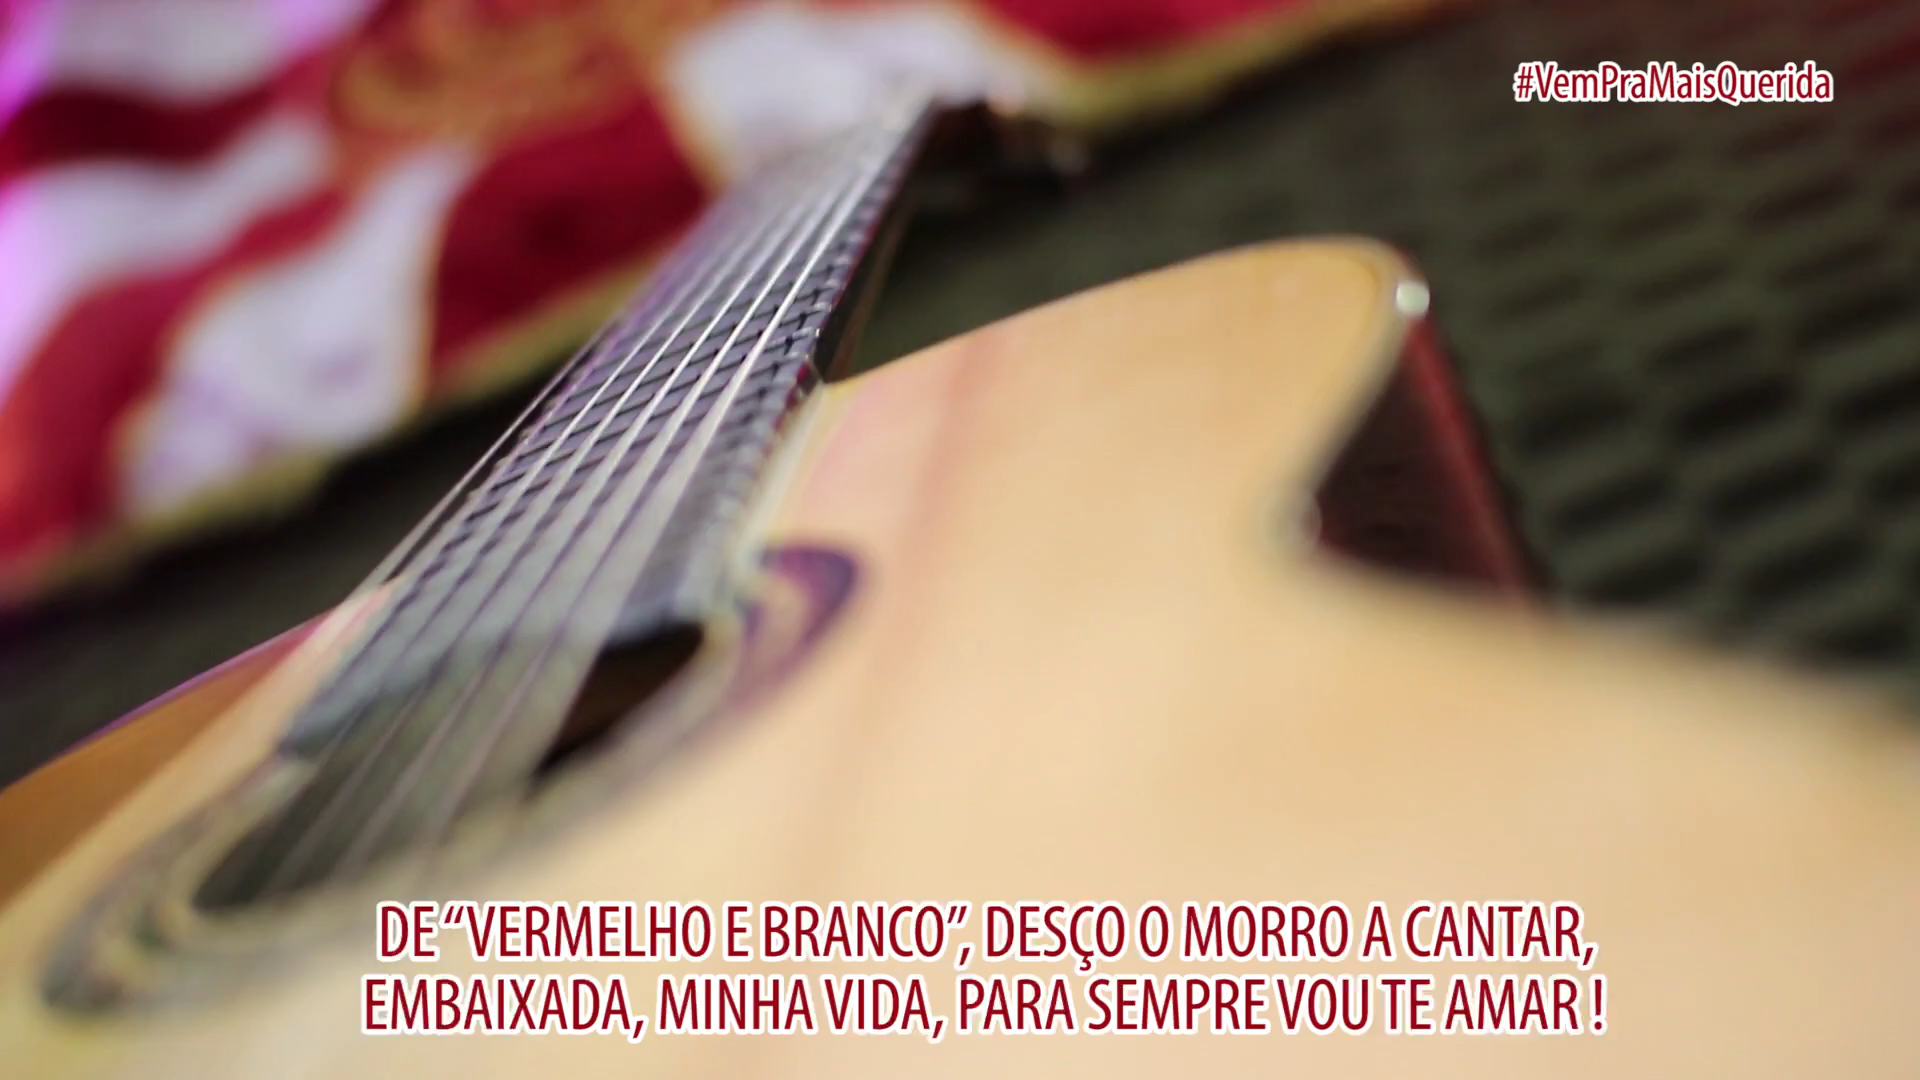 #VemPraMaisQuerida
DE “VERMELHO E BRANCO”, DESÇO O MORRO A CANTAR,
EMBAIXADA, MINHA VIDA, PARA SEMPRE VOU TE AMAR !